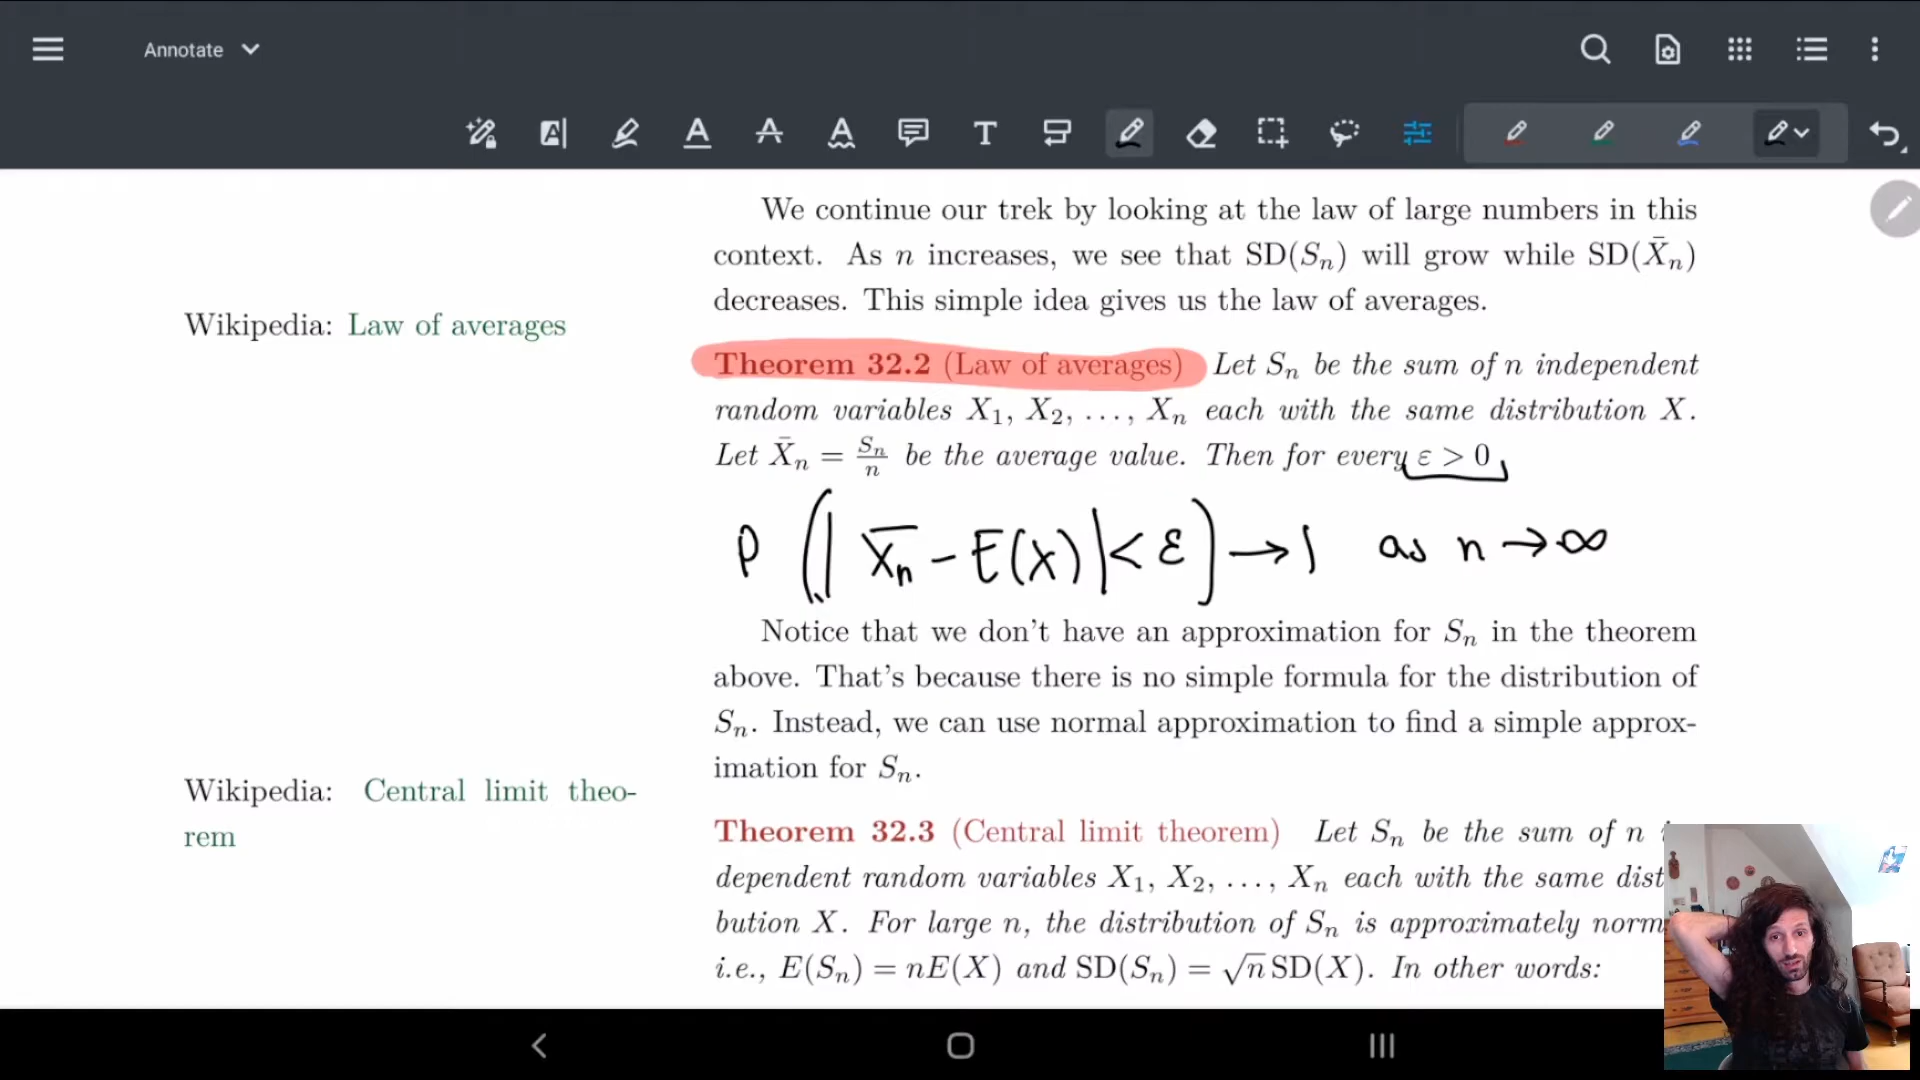 Annotate
We continue our trek by looking at the law of large numbers in this
context. As n increases, we see that SD(Sₙ) will grow while SD(X̄ₙ)
decreases. This simple idea gives us the law of averages.
Wikipedia: Law of averages
Theorem 32.2 (Law of averages) Let Sₙ be the sum of n independent
random variables X₁, X₂, ..., Xₙ each with the same distribution X.
Let X̄ₙ = Sₙ/n be the average value. Then for every ε > 0,
P(|X̄ₙ - E(X)| < ε) → 1 as n → ∞
Notice that we don't have an approximation for Sₙ in the theorem
above. That's because there is no simple formula for the distribution of
Sₙ. Instead, we can use normal approximation to find a simple approx-
imation for Sₙ.
Wikipedia: Central limit theo-
rem
Theorem 32.3 (Central limit theorem) Let Sₙ be the sum of n
dependent random variables X₁, X₂, ..., Xₙ each with the same dist
bution X. For large n, the distribution of Sₙ is approximately norm
i.e., E(Sₙ) = nE(X) and SD(Sₙ) = √n SD(X). In other words: